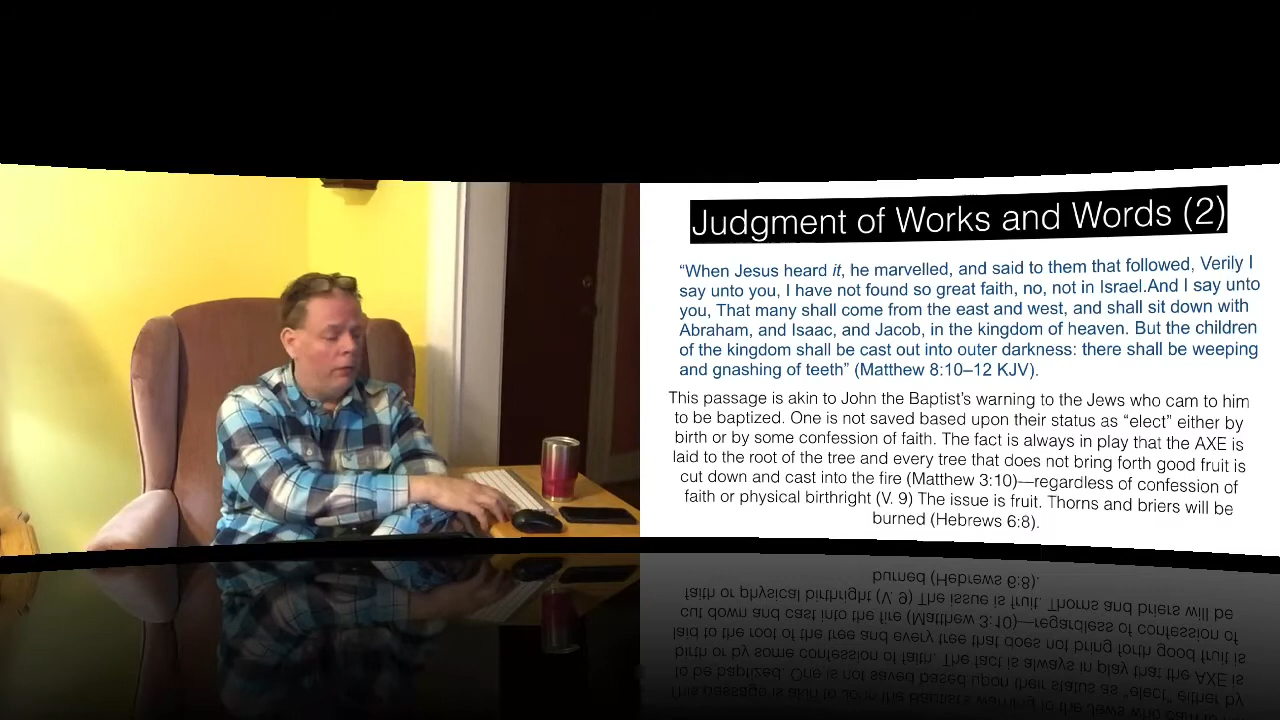 Judgment of Works and Words (2)
“When Jesus heard it, he marvelled, and said to them that followed, Verily I
say unto you, I have not found so great faith, no, not in Israel.And I say unto
you, That many shall come from the east and west, and shall sit down with
Abraham, and Isaac, and Jacob, in the kingdom of heaven. But the children
of the kingdom shall be cast out into outer darkness: there shall be weeping
and gnashing of teeth” (Matthew 8:10–12 KJV).
This passage is akin to John the Baptist’s warning to the Jews who cam to him
to be baptized. One is not saved based upon their status as “elect” either by
birth or by some confession of faith. The fact is always in play that the AXE is
laid to the root of the tree and every tree that does not bring forth good fruit is
cut down and cast into the fire (Matthew 3:10)—regardless of confession of
faith or physical birthright (V. 9) The issue is fruit. Thorns and briers will be
burned (Hebrews 6:8).